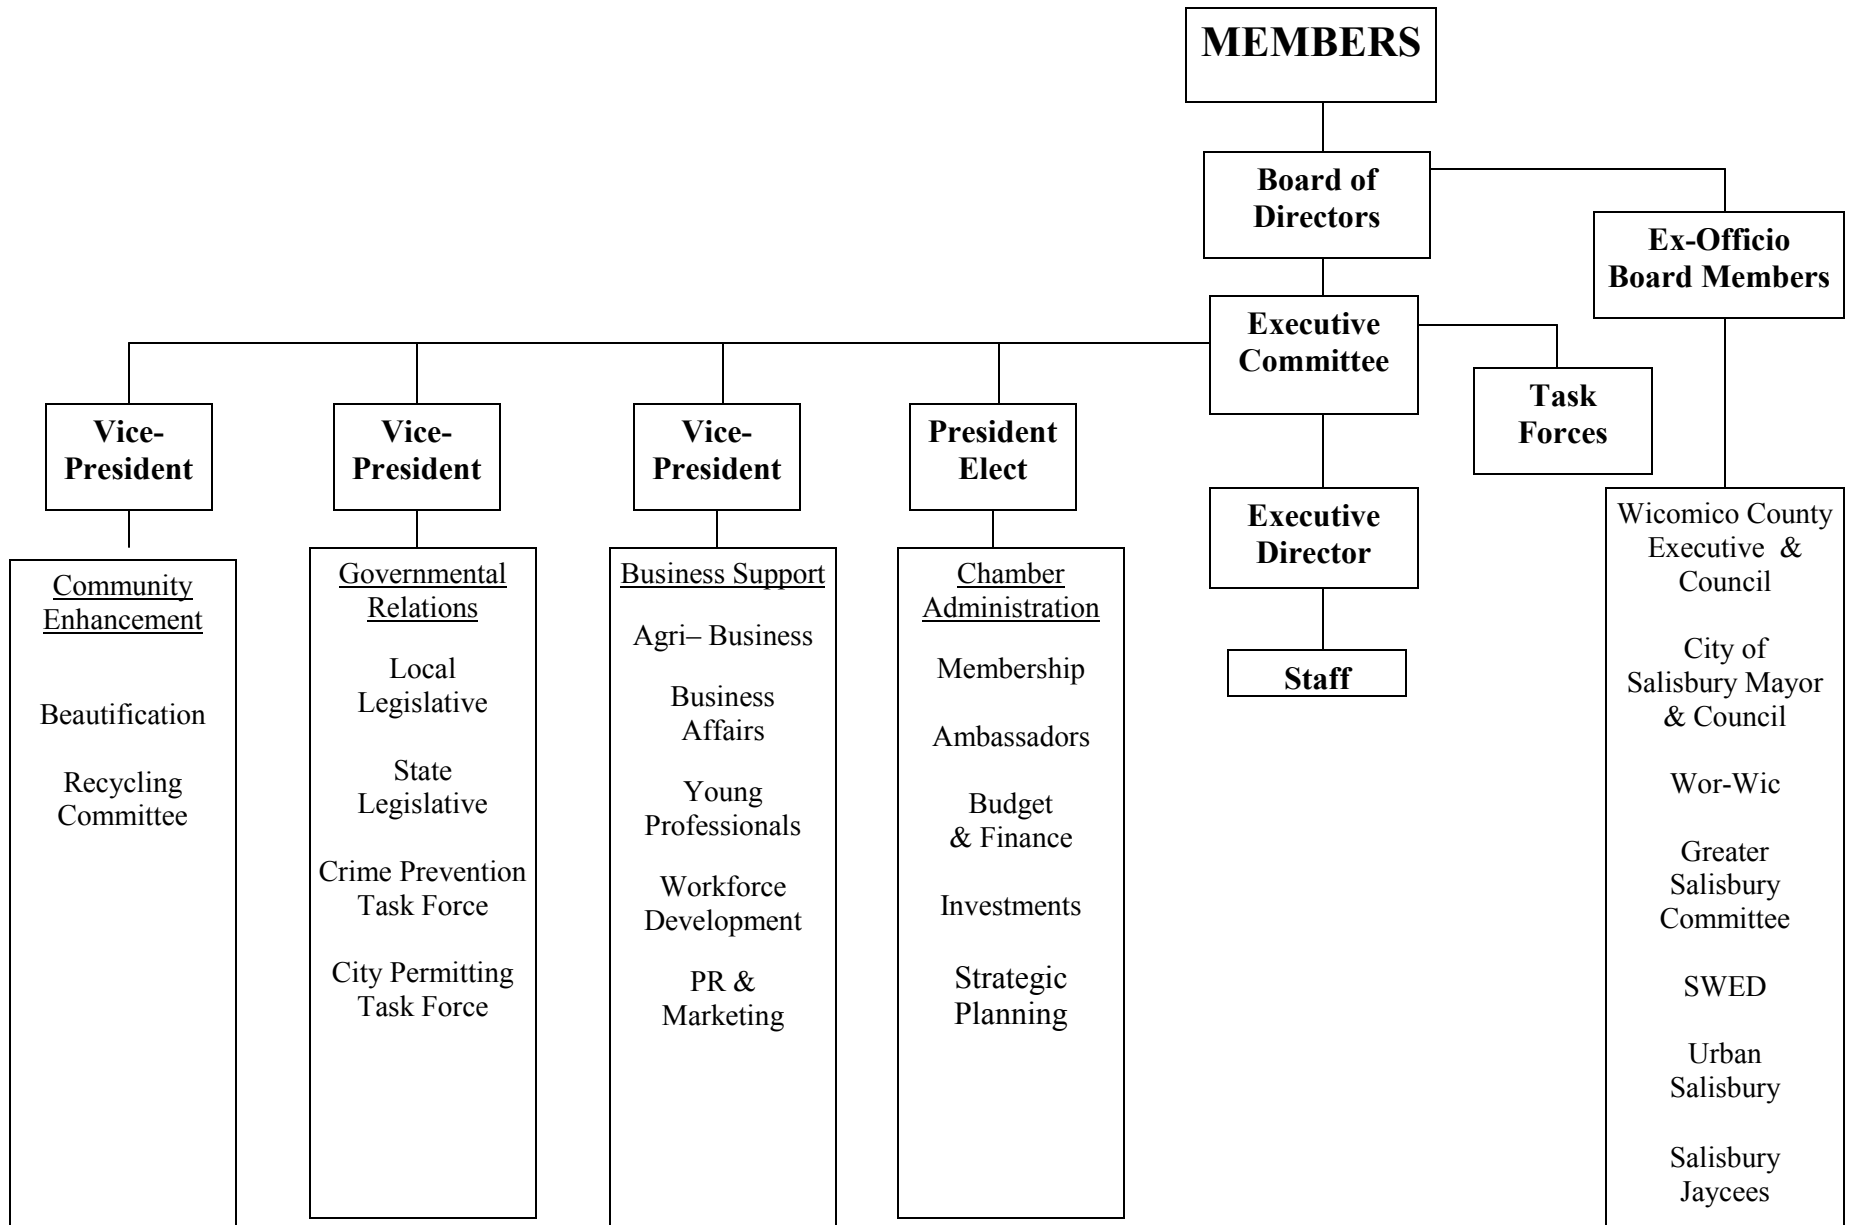 MEMBERS
Board of
Directors
Ex-Officio
Board Members
Executive
Committee
Task
Forces
Vice-
President
Vice-
President
Vice-
President
President
Elect
Executive
Director
Staff
Community
Enhancement
Beautification
Recycling
Committee
Governmental
Relations
Local
Legislative
State
Legislative
Crime Prevention
Task Force
City Permitting
Task Force
Business Support
Agri– Business
Business
Affairs
Young
Professionals
Workforce
Development
PR &
Marketing
Chamber
Administration
Membership
Ambassadors
Budget
& Finance
Investments
Strategic
Planning
Wicomico County
Executive &
Council
City of
Salisbury Mayor
& Council
Wor-Wic
Greater
Salisbury
Committee
SWED
Urban
Salisbury
Salisbury
Jaycees